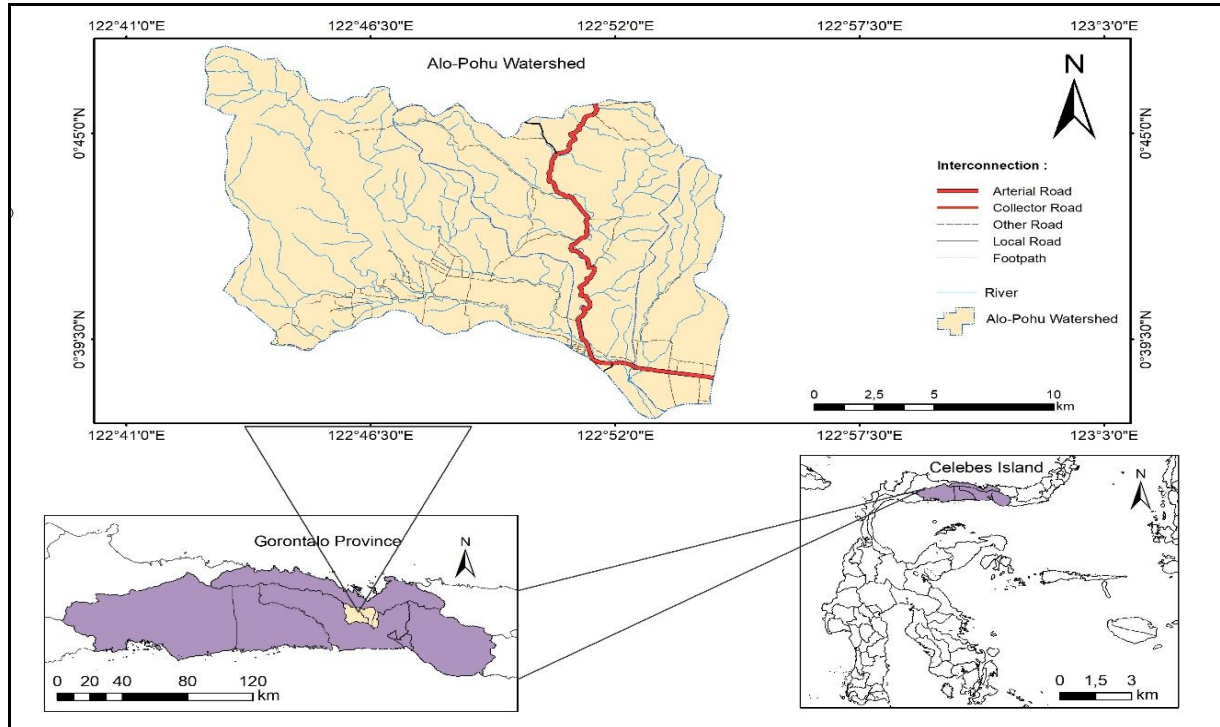 122°41'0"E 122°46'30"E 122°52'0"E 122°57'30"E 123°3'0"E
Alo-Pohu Watershed
N
0°45'0"N
0°45'0"N
Interconnection :
Arterial Road
Collector Road
Other Road
Local Road
Footpath
River
Alo-Pohu Watershed
0°39'30"N
0°39'30"N
0 2,5 5 10
km
122°41'0"E 122°46'30"E 122°52'0"E 122°57'30"E 123°3'0"E
Gorontalo Province
N
0 20 40 80 120
km
Celebes Island
N
0 1,5 3
km